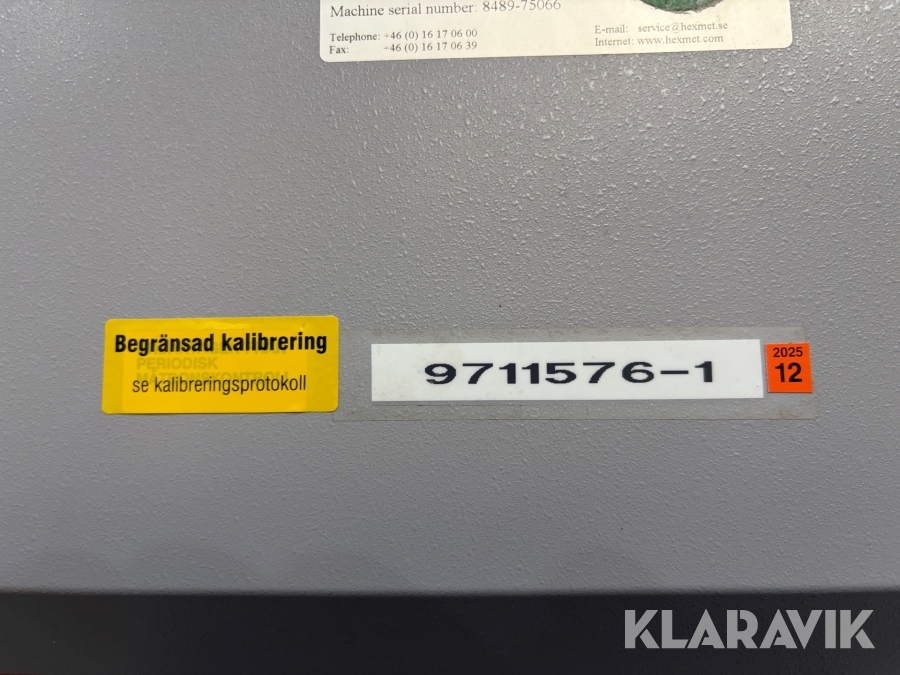 Machine serial number: 8489-75066
Telephone: +46 (0) 16 17 06 00
Fax: +46 (0) 16 17 06 39
E-mail: service@hexmet.se
Internet: www.hexmet.com
Begränsad kalibrering
PERIODISK
se kalibreringsprotokoll
9711576-1
2025
12
KLARAVIK